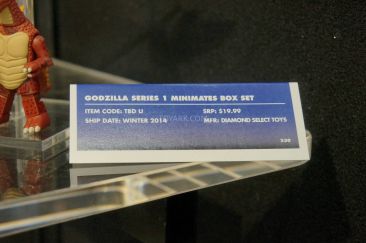 GODZILLA SERIES 1 MINIMATES BOX SET
ITEM CODE: TBD LI SRP: $19.99
SHIP DATE: WINTER 2014 MFR: DIAMOND SELECT TOYS